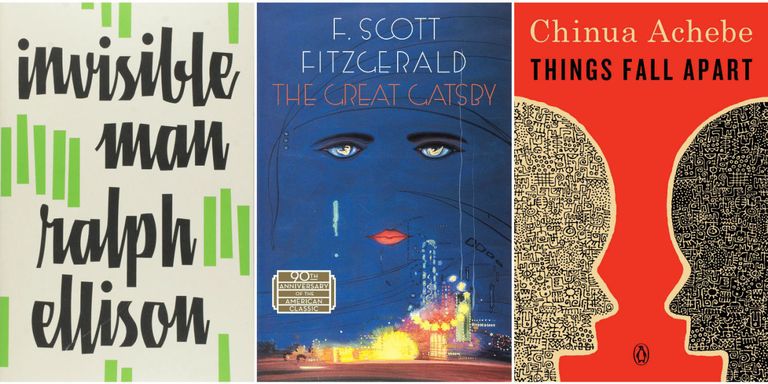 invisible
man
ralph
ellison
F. SCOTT
FITZGERALD
THE GREAT GATSBY
90TH
ANNIVERSARY
OF THE
AMERICAN
CLASSIC
Chinua Achebe
THINGS FALL APART